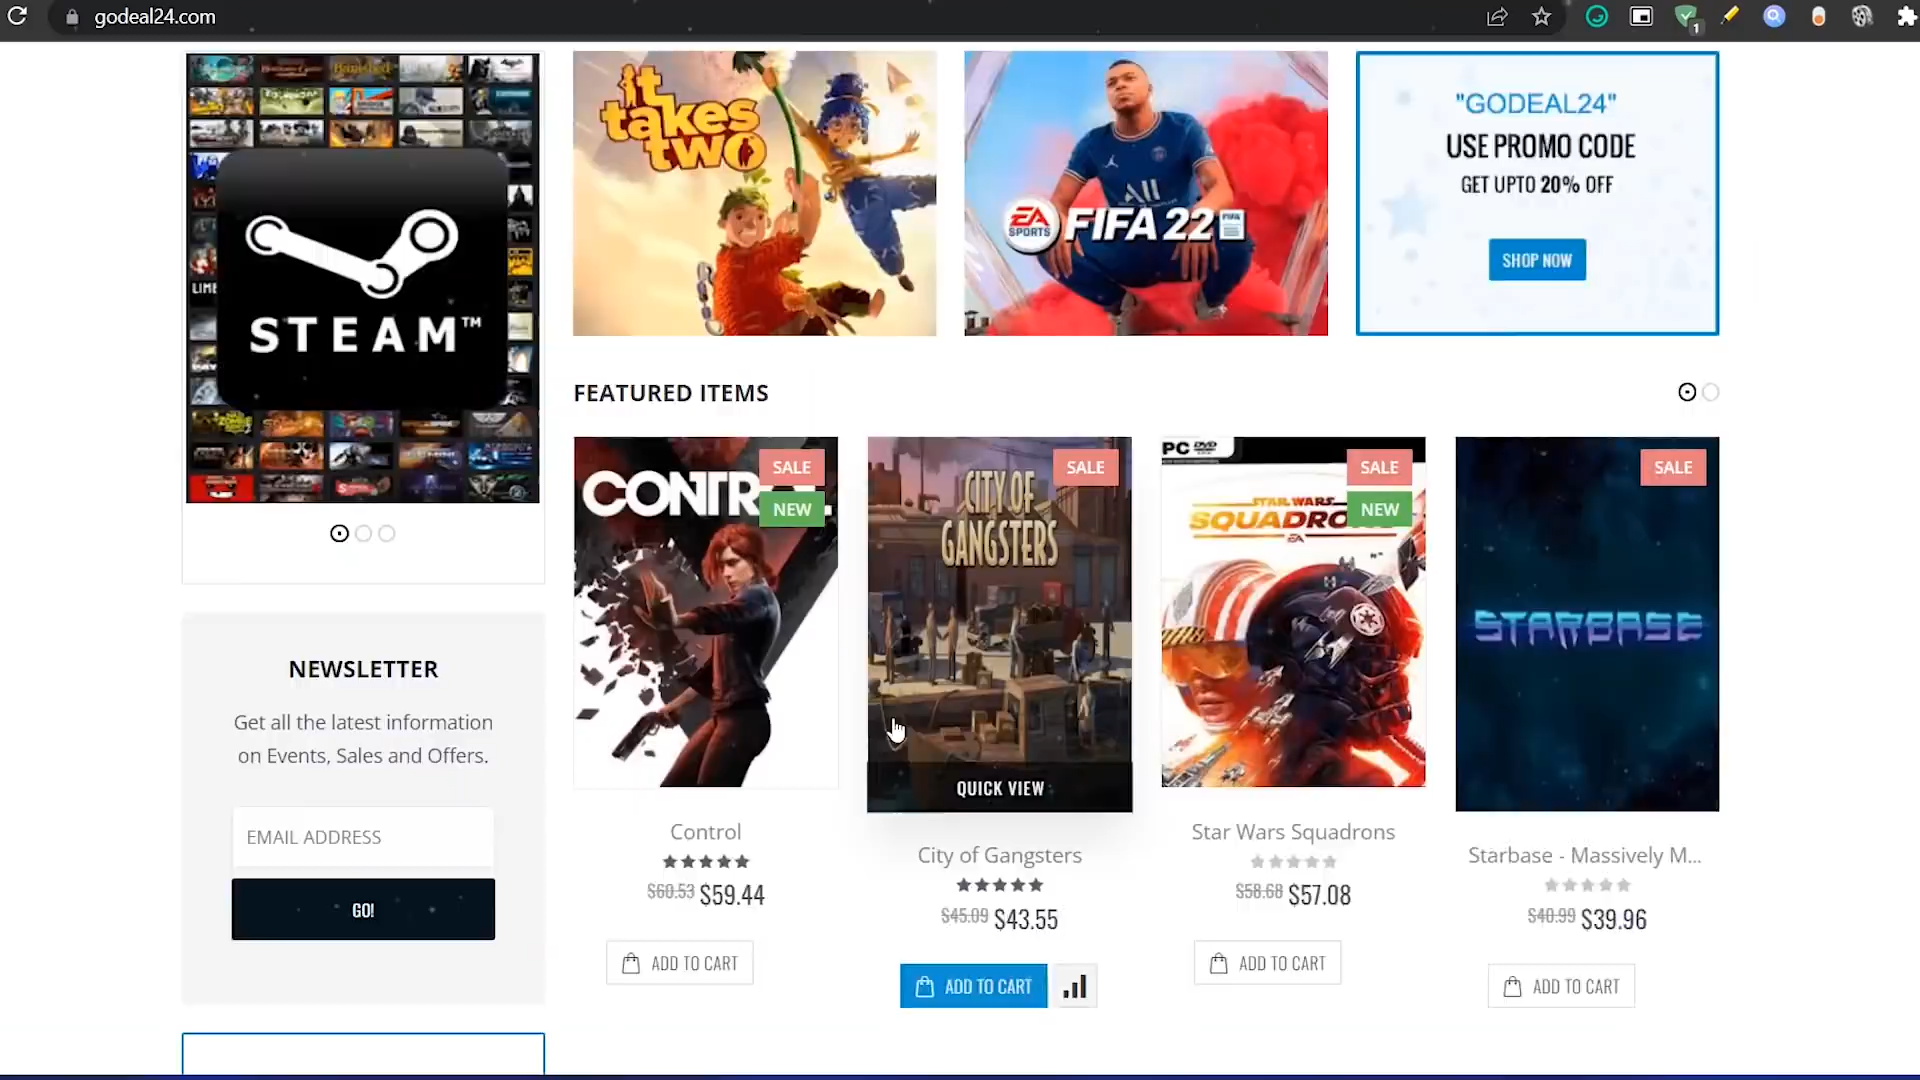 godeal24.com
1
STEAM™
LIME
It
takes
two
EA
SPORTS
FIFA 22
"GODEAL24"
USE PROMO CODE
GET UPTO 20% OFF
SHOP NOW
FEATURED ITEMS
CONTR
SALE
NEW
CITY OF
GANGSTERS
SALE
QUICK VIEW
PC DVD
STAR WARS
SQUADRO
EA
SALE
NEW
STARBASE
SALE
Control
$60.53 $59.44
ADD TO CART
City of Gangsters
$45.09 $43.55
ADD TO CART
Star Wars Squadrons
$58.68 $57.08
ADD TO CART
Starbase - Massively M...
$40.99 $39.96
ADD TO CART
NEWSLETTER
Get all the latest information
on Events, Sales and Offers.
EMAIL ADDRESS
GO!